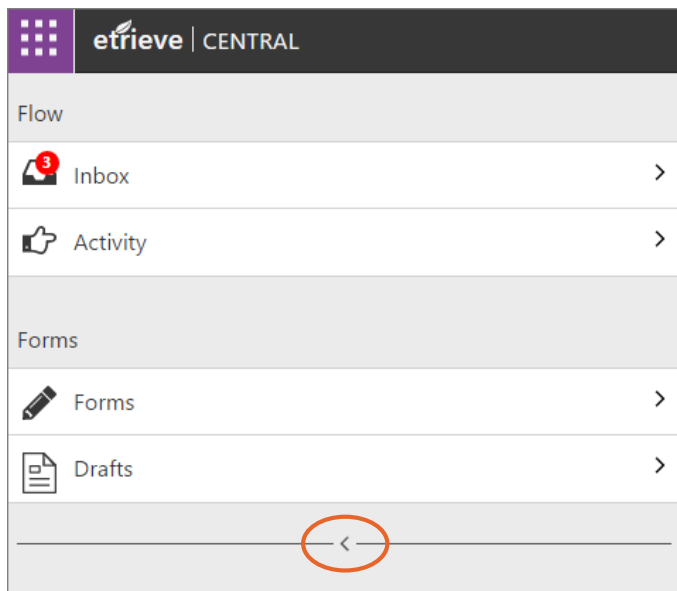 etrieve | CENTRAL
Flow
3
Inbox
Activity
Forms
Forms
Drafts